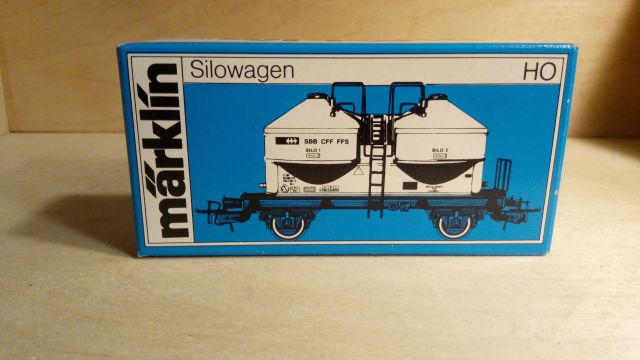 märklin
Silowagen
HO
SBB CFF FFS
SILO 1
SILO 2